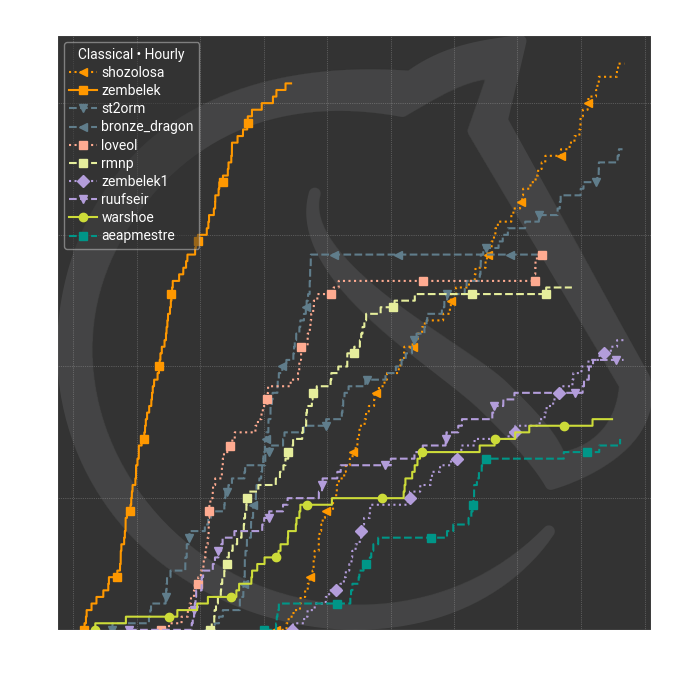 Classical • Hourly
shozolosa
zembelek
st2orm
bronze_dragon
loveol
rmnp
zembelek1
ruufseir
warshoe
aeapmestre